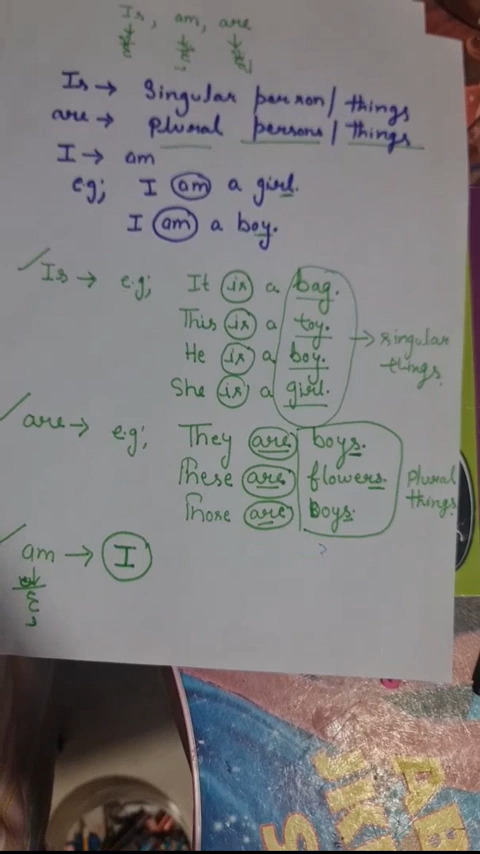 Is, am, are
Is → Singular person/things
are → plural persons/things
I → am
eg; I am a girl.
I am a boy.
Is → e.g; It is a bag.
This is a toy.
He is a boy.
She is a girl.
→ singular things
are → e.g; They are boys.
These are flowers.
Those are boys.
plural things
am → I